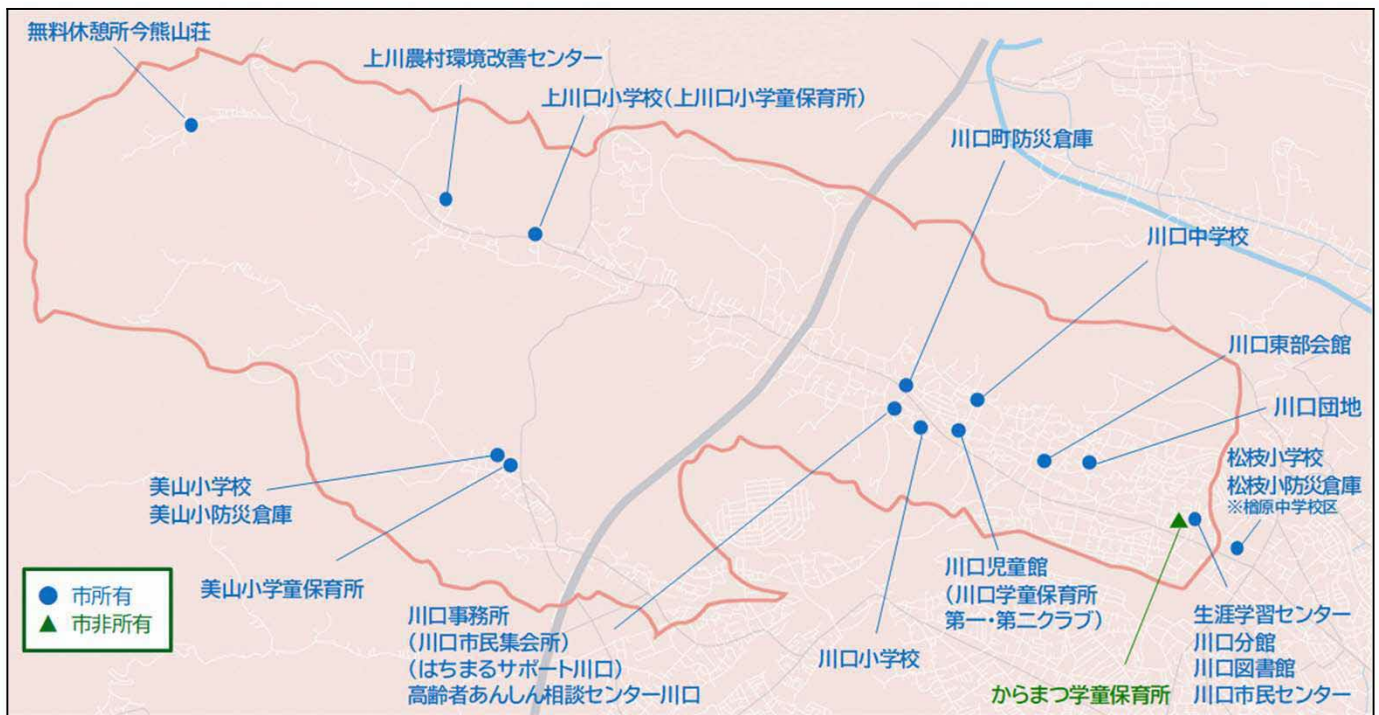 無料休憩所今熊山荘
上川農村環境改善センター
上川口小学校(上川口小学童保育所)
川口町防災倉庫
川口中学校
川口東部会館
川口団地
松枝小学校
松枝小防災倉庫
※楢原中学校区
美山小学校
美山小防災倉庫
美山小学童保育所
川口事務所
(川口市民集会所)
(はちまるサポート川口)
高齢者あんしん相談センター川口
川口小学校
川口児童館
(川口学童保育所
第一・第二クラブ)
からまつ学童保育所
生涯学習センター
川口分館
川口図書館
川口市民センター
市所有
市非所有